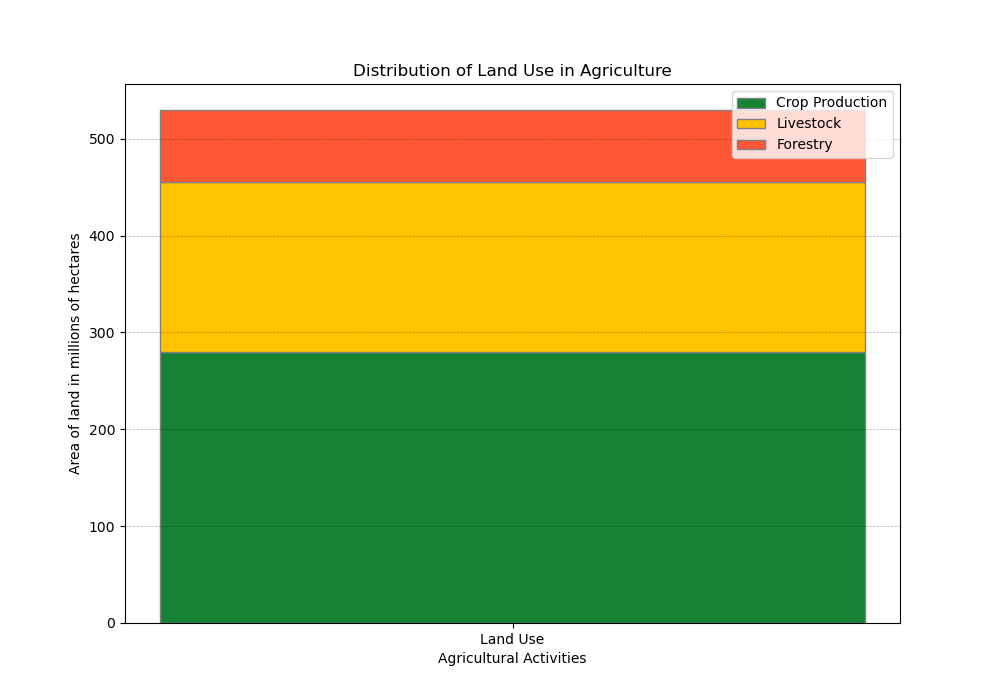 Distribution of Land Use in Agriculture
Crop Production
Livestock
Forestry
500
400
300
200
100
0
Area of land in millions of hectares
Land Use
Agricultural Activities